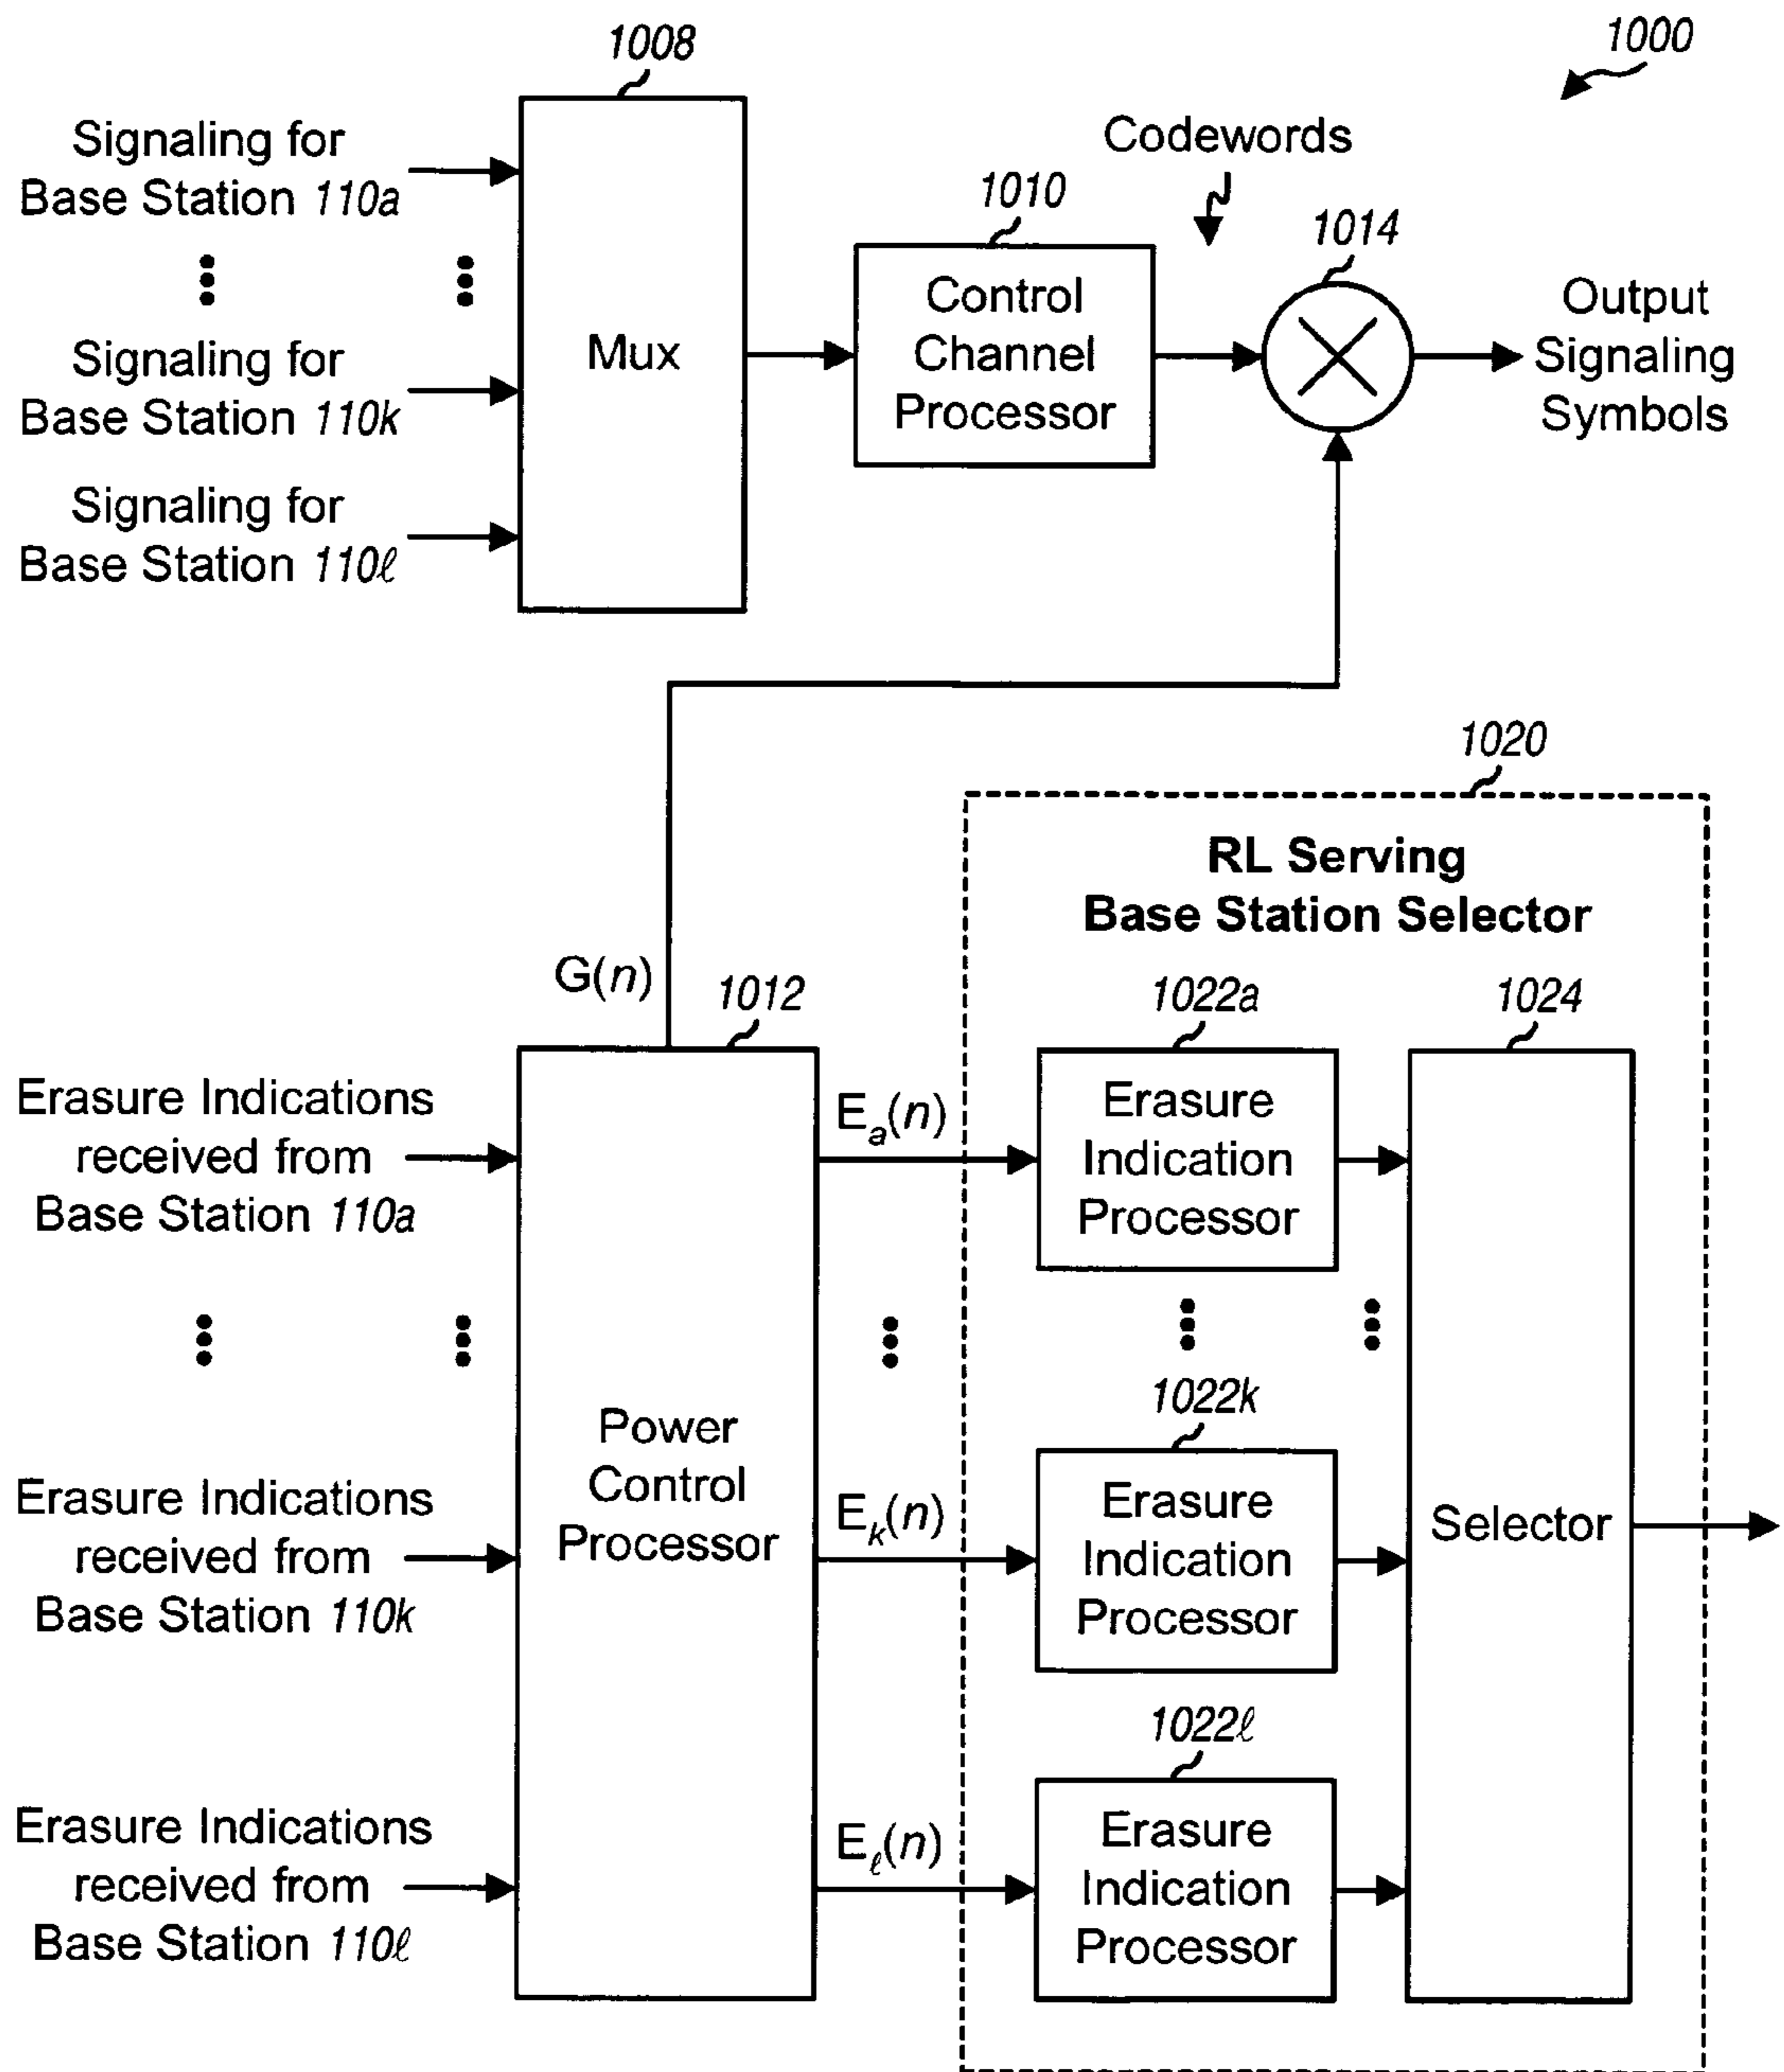 1008
1000
Signaling for
Base Station 110a
Codewords
1010
1014
Control
Channel
Processor
Mux
Output
Signaling
Symbols
Signaling for
Base Station 110k
Signaling for
Base Station 110ℓ
1020
RL Serving
Base Station Selector
G(n)
1012
1022a
1024
Erasure Indications
received from
Base Station 110a
Eₐ(n)
Erasure
Indication
Processor
1022k
Power
Control
Processor
Erasure Indications
received from
Base Station 110k
Eₖ(n)
Erasure
Indication
Processor
Selector
1022ℓ
Erasure Indications
received from
Base Station 110ℓ
E_ℓ(n)
Erasure
Indication
Processor